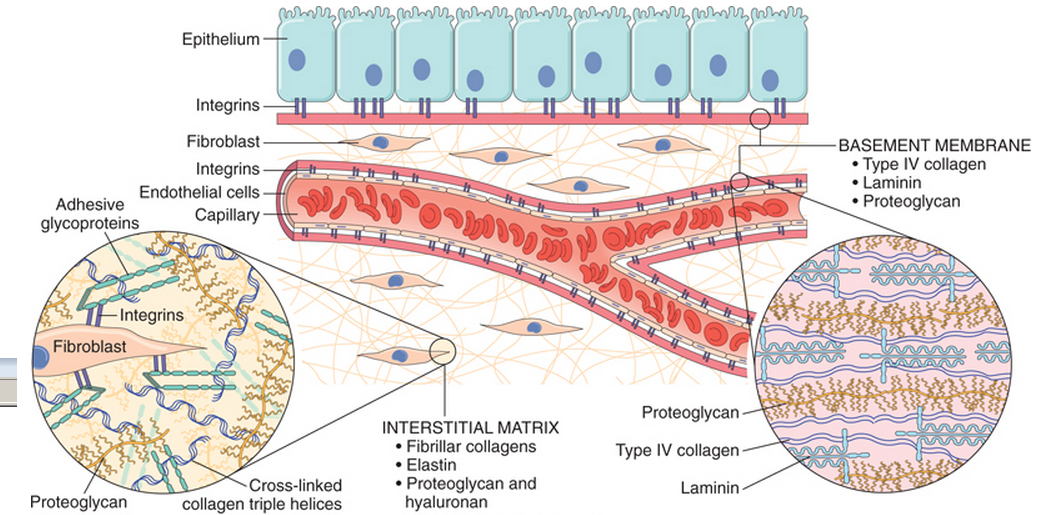 Epithelium
Integrins
Fibroblast
Integrins
Endothelial cells
Capillary
BASEMENT MEMBRANE
• Type IV collagen
• Laminin
• Proteoglycan
Adhesive
glycoproteins
Integrins
Fibroblast
Proteoglycan
Cross-linked
collagen triple helices
INTERSTITIAL MATRIX
• Fibrillar collagens
• Elastin
• Proteoglycan and
hyaluronan
Proteoglycan
Type IV collagen
Laminin